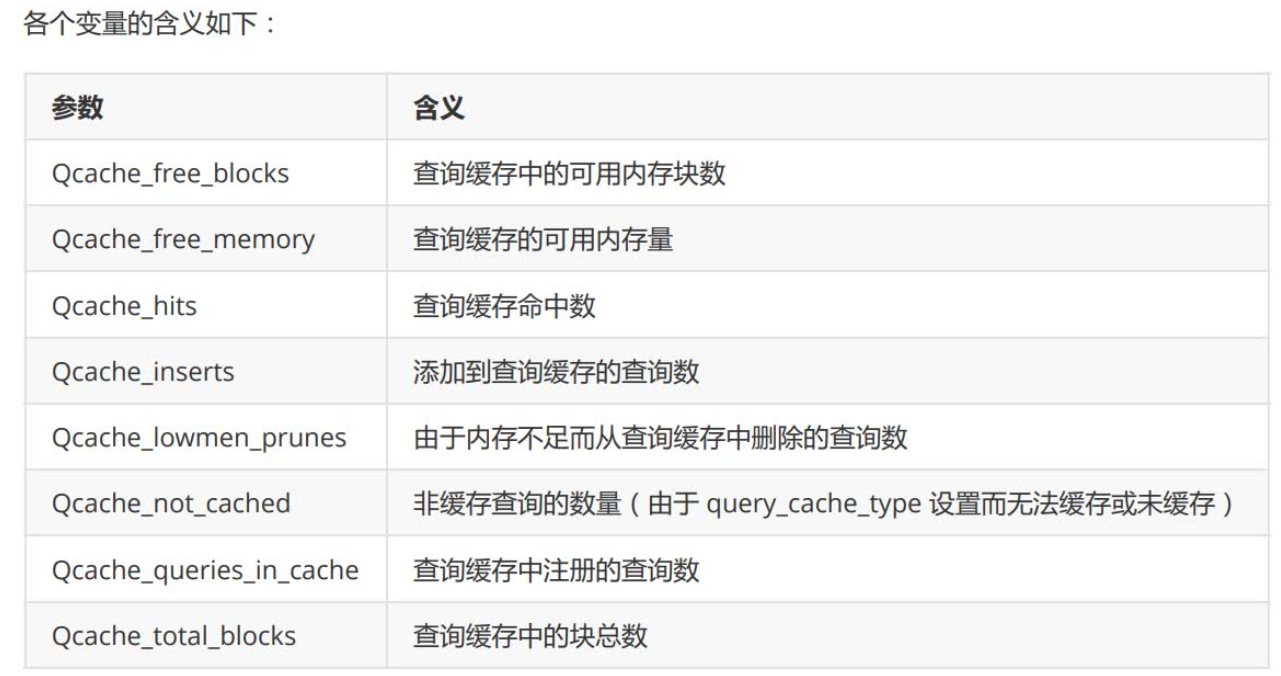 各个变量的含义如下：
参数 含义
Qcache_free_blocks 查询缓存中的可用内存块数
Qcache_free_memory 查询缓存的可用内存量
Qcache_hits 查询缓存命中数
Qcache_inserts 添加到查询缓存的查询数
Qcache_lowmen_prunes 由于内存不足而从查询缓存中删除的查询数
Qcache_not_cached 非缓存查询的数量（由于 query_cache_type 设置而无法缓存或未缓存）
Qcache_queries_in_cache 查询缓存中注册的查询数
Qcache_total_blocks 查询缓存中的块总数